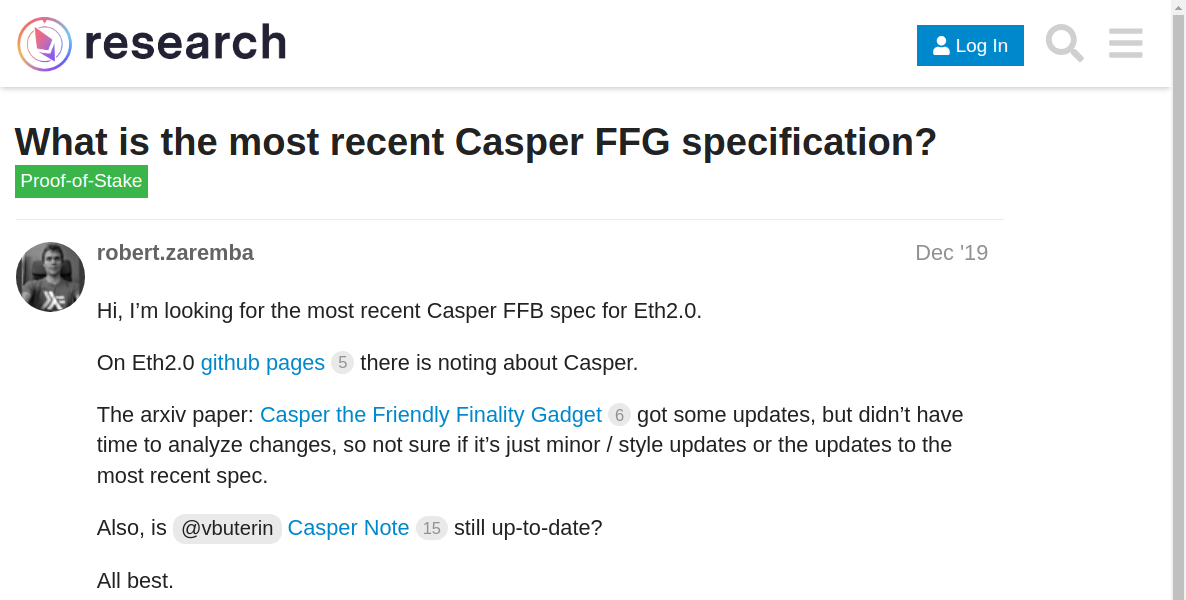 research
Log In
What is the most recent Casper FFG specification?
Proof-of-Stake
robert.zaremba
Dec '19
Hi, I’m looking for the most recent Casper FFB spec for Eth2.0.
On Eth2.0 github pages 5 there is noting about Casper.
The arxiv paper: Casper the Friendly Finality Gadget 6 got some updates, but didn’t have
time to analyze changes, so not sure if it’s just minor / style updates or the updates to the
most recent spec.
Also, is @vbuterin Casper Note 15 still up-to-date?
All best.